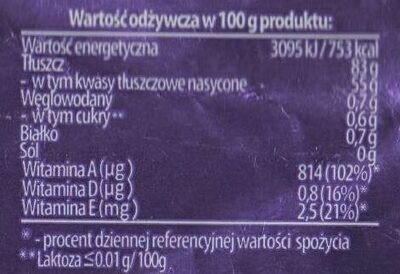 Wartość odżywcza w 100 g produktu:
Wartość energetyczna 3095 kJ/753 kcal
Tłuszcz 83 g
- w tym kwasy tłuszczowe nasycone 55 g
Węglowodany 0,7 g
- w tym cukry** 0,6 g
Białko 0,7 g
Sól 0 g
Witamina A (µg) 814 (102%)*
Witamina D (µg) 0,8 (16%)*
Witamina E (mg) 2,5 (21%)*
* - procent dziennej referencyjnej wartości spożycia
** Laktoza ≤0.01 g/100g